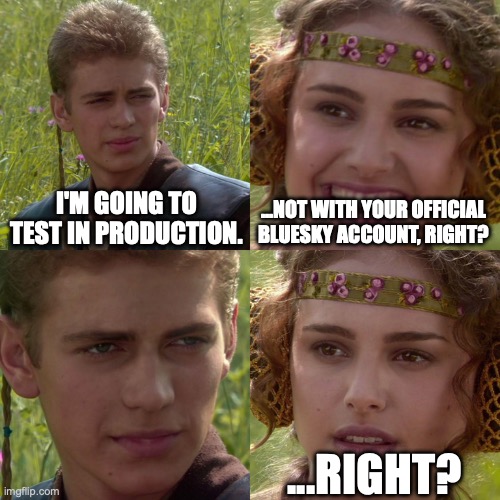 I'M GOING TO
TEST IN PRODUCTION.
...NOT WITH YOUR OFFICIAL
BLUESKY ACCOUNT, RIGHT?
...RIGHT?
imgflip.com